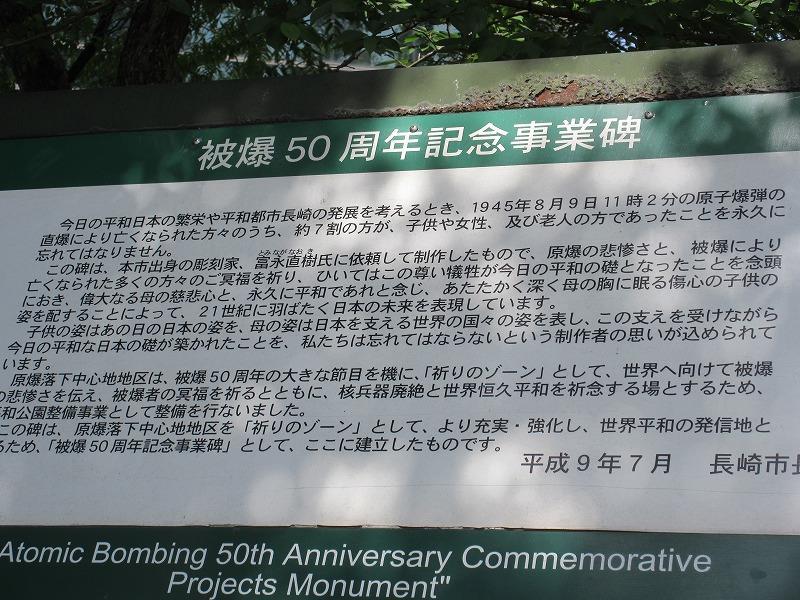 被爆50周年記念事業碑
今日の平和日本の繁栄や平和都市長崎の発展を考えるとき、1945年8月9日11時2分の原子爆弾の
直爆により亡くなられた方々のうち、約7割の方が、子供や女性、及び老人の方であったことを永久に
忘れてはなりません。
とみながなおき
この碑は、本市出身の彫刻家、富永直樹氏に依頼して制作したもので、原爆の悲惨さと、被爆により
亡くなられた多くの方々のご冥福を祈り、ひいてはこの尊い犠牲が今日の平和の礎となったことを念頭
におき、偉大なる母の慈悲心と、永久に平和であれと念じ、あたたかく深く母の胸に眠る傷心の子供の
姿を配することによって、21世紀に羽ばたく日本の未来を表現しています。
子供の姿はあの日の日本の姿を、母の姿は日本を支える世界の国々の姿を表し、この支えを受けながら
今日の平和な日本の礎が築かれたことを、私たちは忘れてはならないという制作者の思いが込められて
います。
原爆落下中心地地区は、被爆50周年の大きな節目を機に、「祈りのゾーン」として、世界へ向けて被爆
の悲惨さを伝え、被爆者の冥福を祈るとともに、核兵器廃絶と世界恒久平和を祈念する場とするため、
和公園整備事業として整備を行ないました。
この碑は、原爆落下中心地地区を「祈りのゾーン」として、より充実・強化し、世界平和の発信地と
るため、「被爆50周年記念事業碑」として、ここに建立したものです。
平成9年7月 長崎市長
Atomic Bombing 50th Anniversary Commemorative
Projects Monument"